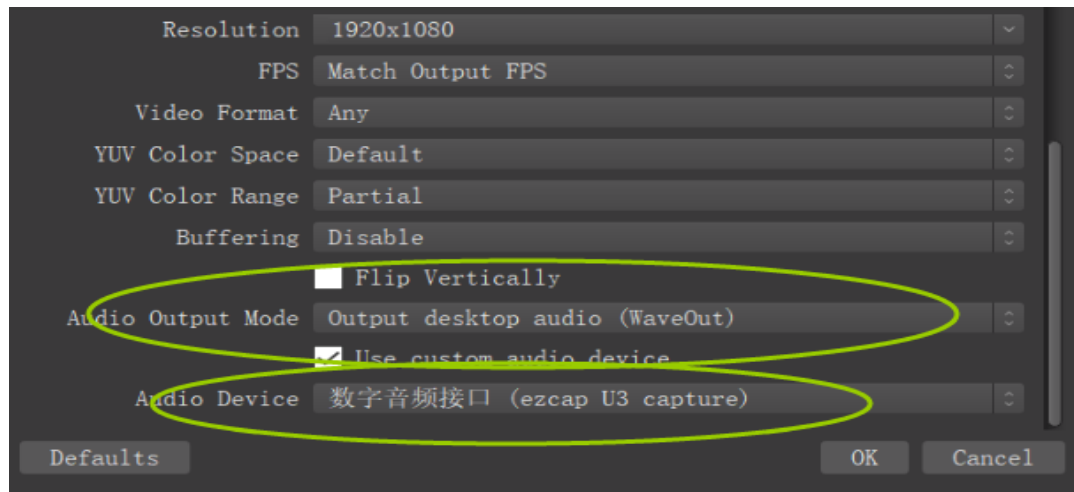 Resolution 1920x1080
FPS Match Output FPS
Video Format Any
YUV Color Space Default
YUV Color Range Partial
Buffering Disable
Flip Vertically
Audio Output Mode Output desktop audio (WaveOut)
Use custom audio device
Audio Device 数字音频接口 (ezcap U3 capture)
Defaults OK Cancel